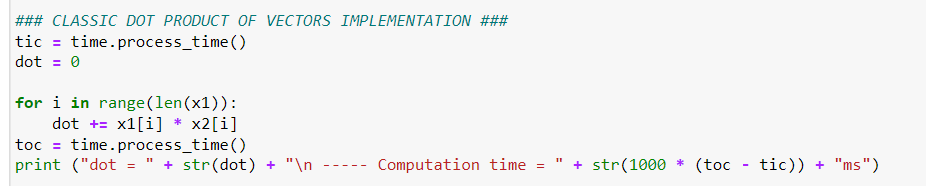 ### CLASSIC DOT PRODUCT OF VECTORS IMPLEMENTATION ###
tic = time.process_time()
dot = 0
for i in range(len(x1)):
    dot += x1[i] * x2[i]
toc = time.process_time()
print ("dot = " + str(dot) + "\n ----- Computation time = " + str(1000 * (toc - tic)) + "ms")